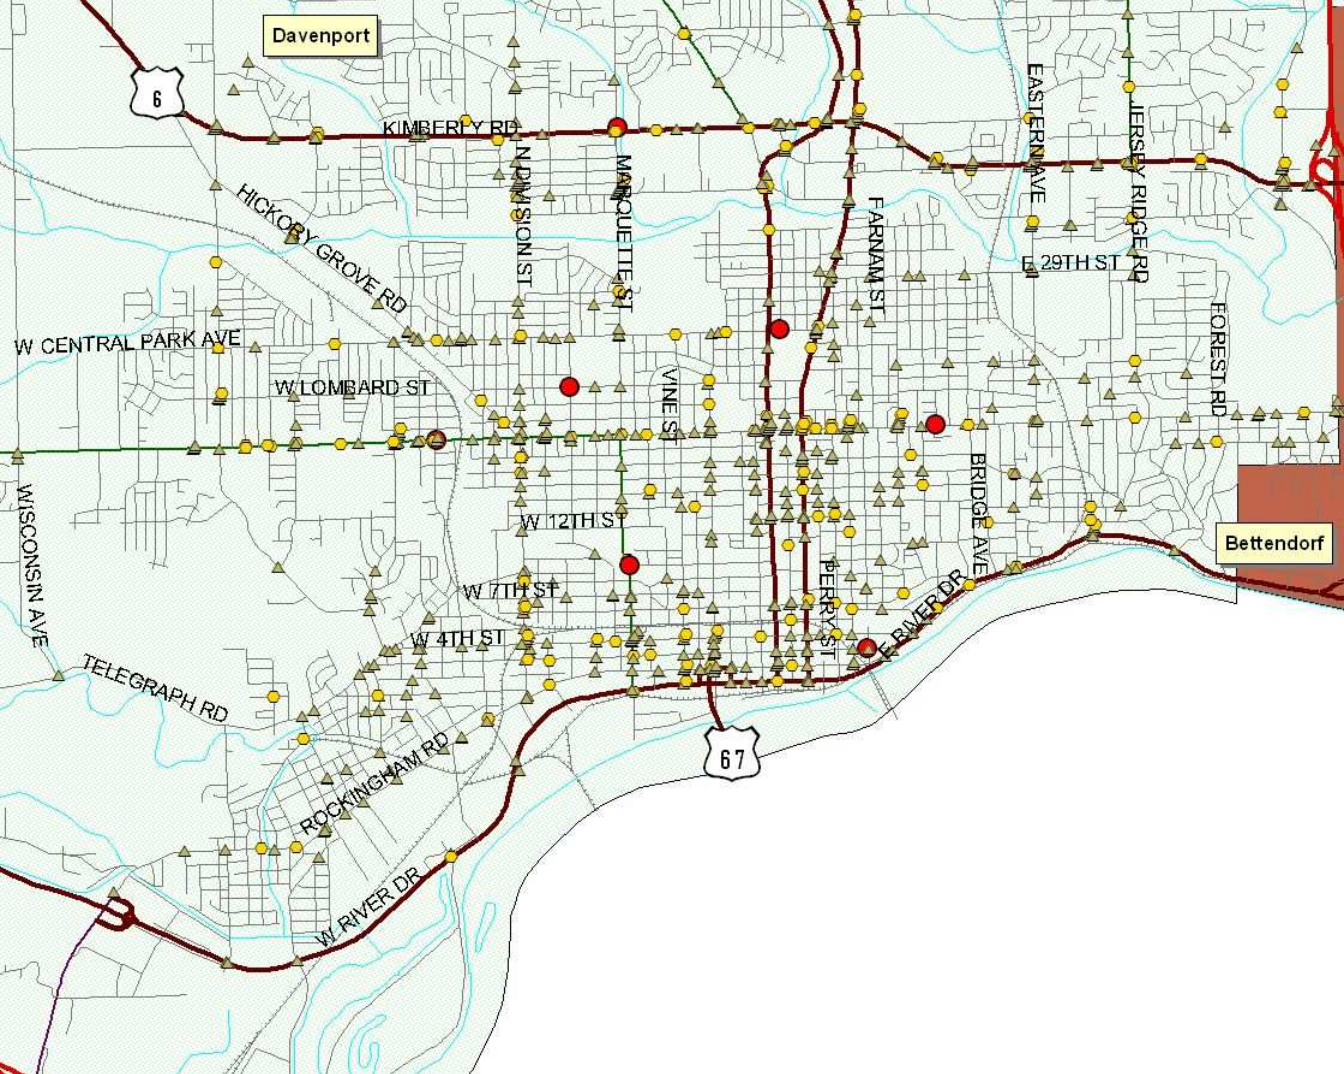 Davenport
6
KIMBERLY RD
EASTERN AVE
JERSEY RIDGE RD
N DIVISION ST
MARQUETTE ST
HICKORY GROVE RD
FARNAM ST
E 29TH ST
W CENTRAL PARK AVE
FOREST RD
W LOMBARD ST
VINE ST
BRIDGE AVE
WISCONSIN AVE
W 12TH ST
Bettendorf
W 7TH ST
PERRY ST
E RIVER DR
W 4TH ST
TELEGRAPH RD
67
ROCKINGHAM RD
W RIVER DR